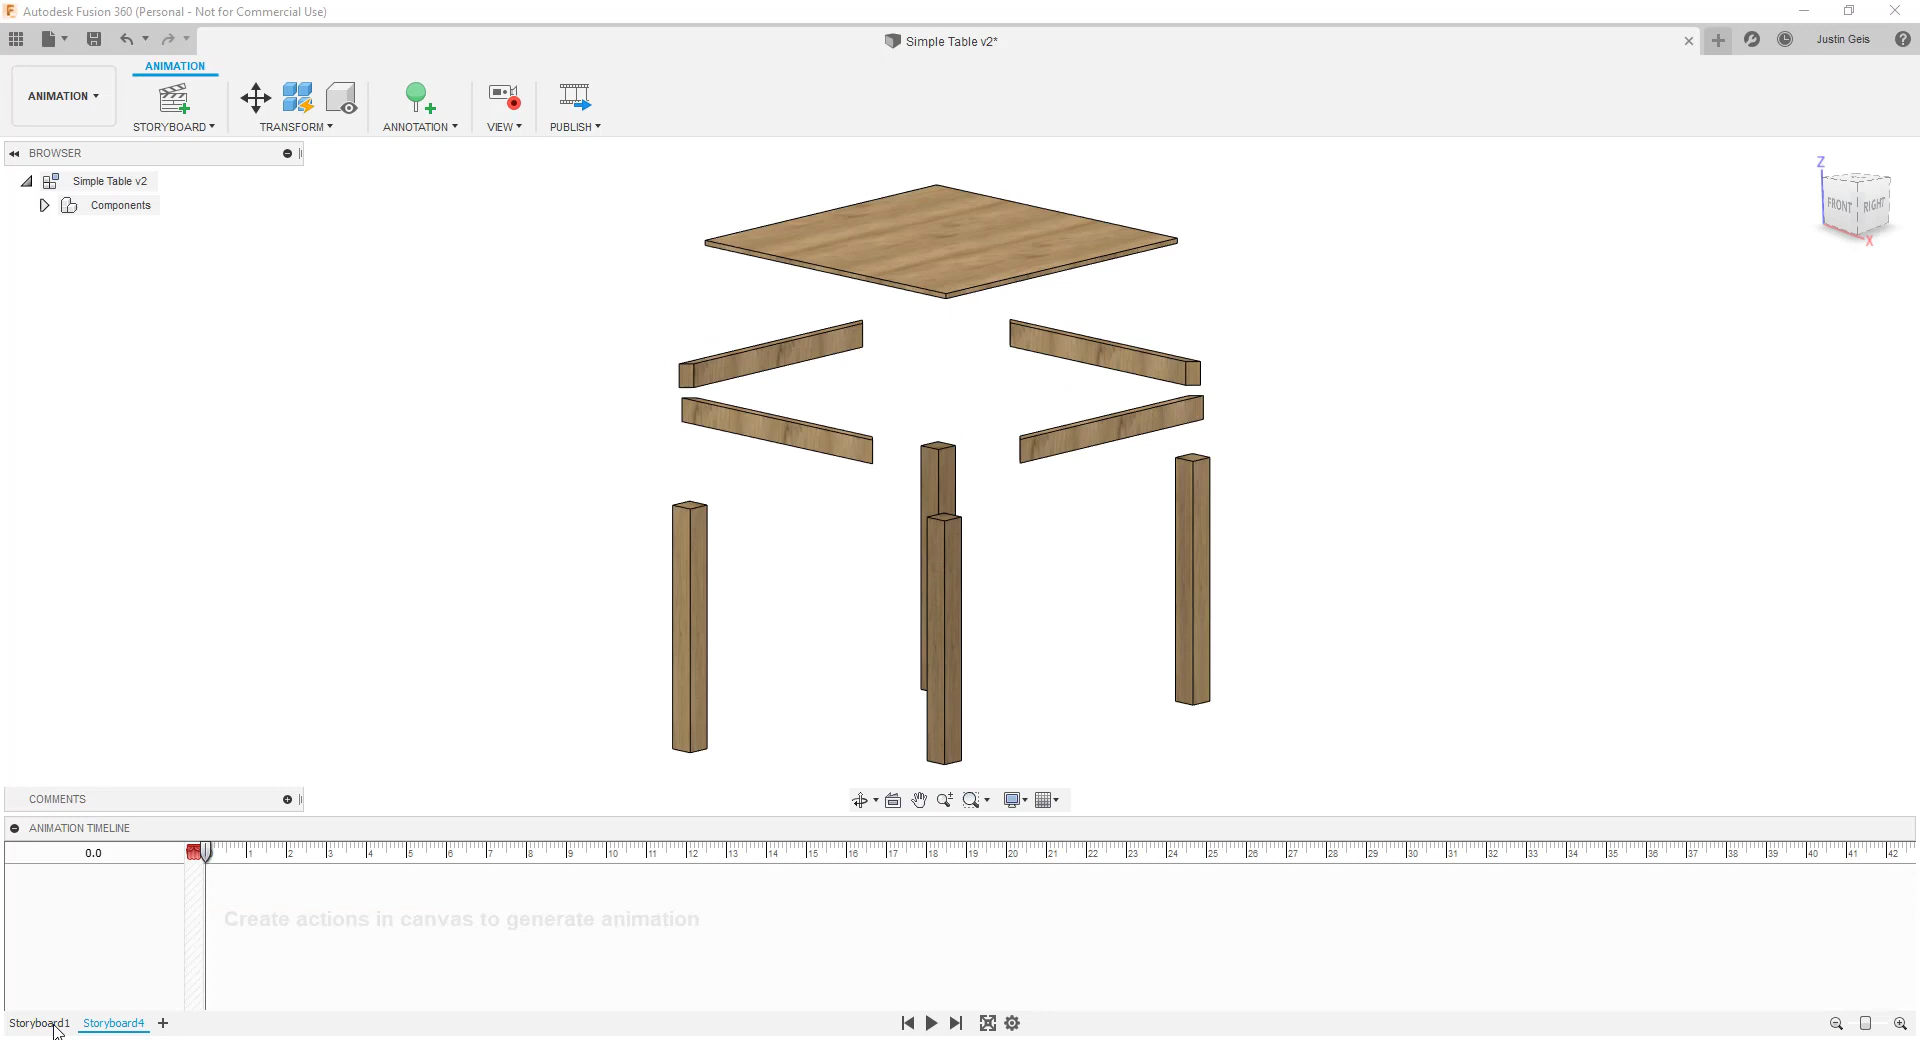 Autodesk Fusion 360 (Personal - Not for Commercial Use)
Simple Table v2*
Justin Geis
ANIMATION
ANIMATION
STORYBOARD
TRANSFORM
ANNOTATION
VIEW
PUBLISH
BROWSER
Simple Table v2
Components
Z
FRONT
RIGHT
X
COMMENTS
ANIMATION TIMELINE
0.0
1 2 3 4 5 6 7 8 9 10 11 12 13 14 15 16 17 18 19 20 21 22 23 24 25 26 27 28 29 30 31 32 33 34 35 36 37 38 39 40 41 42
Create actions in canvas to generate animation
Storyboard1 Storyboard4